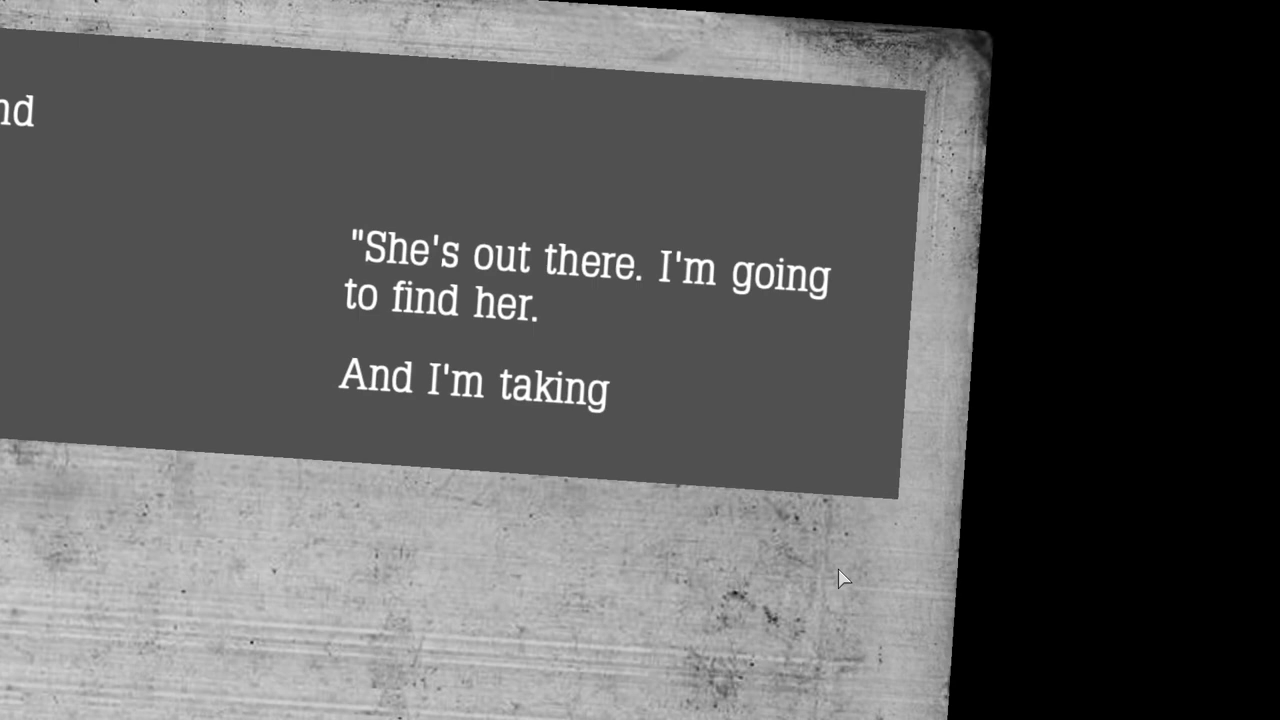 nd
"She's out there. I'm going
to find her.
And I'm taking